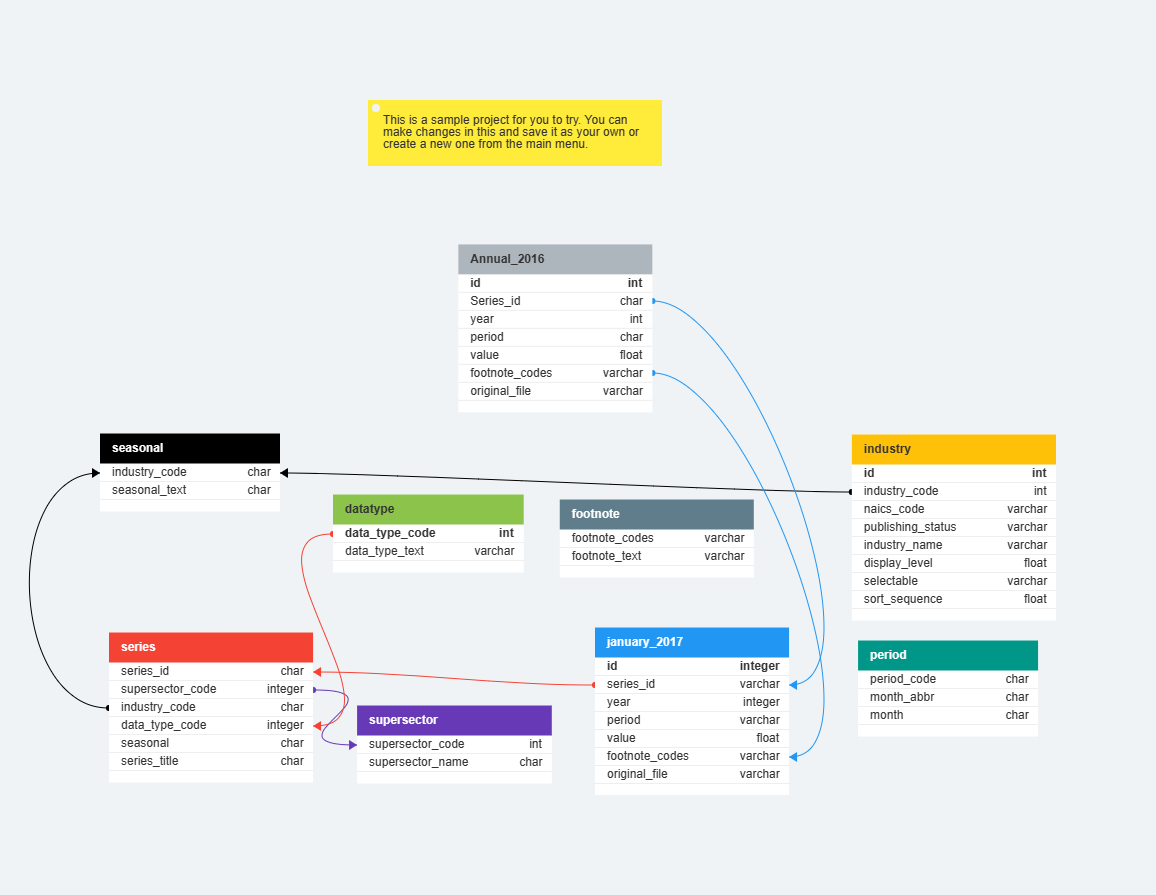 This is a sample project for you to try. You can
make changes in this and save it as your own or
create a new one from the main menu.
Annual_2016
id int
Series_id char
year int
period char
value float
footnote_codes varchar
original_file varchar
seasonal
industry_code char
seasonal_text char
datatype
data_type_code int
data_type_text varchar
footnote
footnote_codes varchar
footnote_text varchar
industry
id int
industry_code int
naics_code varchar
publishing_status varchar
industry_name varchar
display_level float
selectable varchar
sort_sequence float
series
series_id char
supersector_code integer
industry_code char
data_type_code integer
seasonal char
series_title char
supersector
supersector_code int
supersector_name char
january_2017
id integer
series_id varchar
year integer
period varchar
value float
footnote_codes varchar
original_file varchar
period
period_code char
month_abbr char
month char